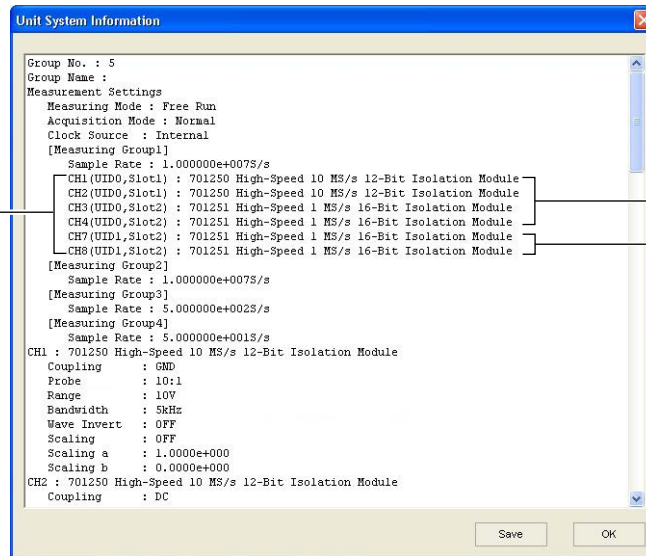 Unit System Information
Group No. : 5
Group Name :
Measurement Settings
Measuring Mode : Free Run
Acquisition Mode : Normal
Clock Source : Internal
[Measuring Group1]
Sample Rate : 1.000000e+007S/s
CH1(UID0,Slot1) : 701250 High-Speed 10 MS/s 12-Bit Isolation Module
CH2(UID0,Slot1) : 701250 High-Speed 10 MS/s 12-Bit Isolation Module
CH3(UID0,Slot2) : 701251 High-Speed 1 MS/s 16-Bit Isolation Module
CH4(UID0,Slot2) : 701251 High-Speed 1 MS/s 16-Bit Isolation Module
CH7(UID1,Slot2) : 701251 High-Speed 1 MS/s 16-Bit Isolation Module
CH8(UID1,Slot2) : 701251 High-Speed 1 MS/s 16-Bit Isolation Module
[Measuring Group2]
Sample Rate : 1.000000e+007S/s
[Measuring Group3]
Sample Rate : 5.000000e+002S/s
[Measuring Group4]
Sample Rate : 5.000000e+001S/s
CH1 : 701250 High-Speed 10 MS/s 12-Bit Isolation Module
Coupling : GND
Probe : 10:1
Range : 10V
Bandwidth : 5kHz
Wave Invert : OFF
Scaling : OFF
Scaling a : 1.0000e+000
Scaling b : 0.0000e+000
CH2 : 701250 High-Speed 10 MS/s 12-Bit Isolation Module
Coupling : DC
Save OK